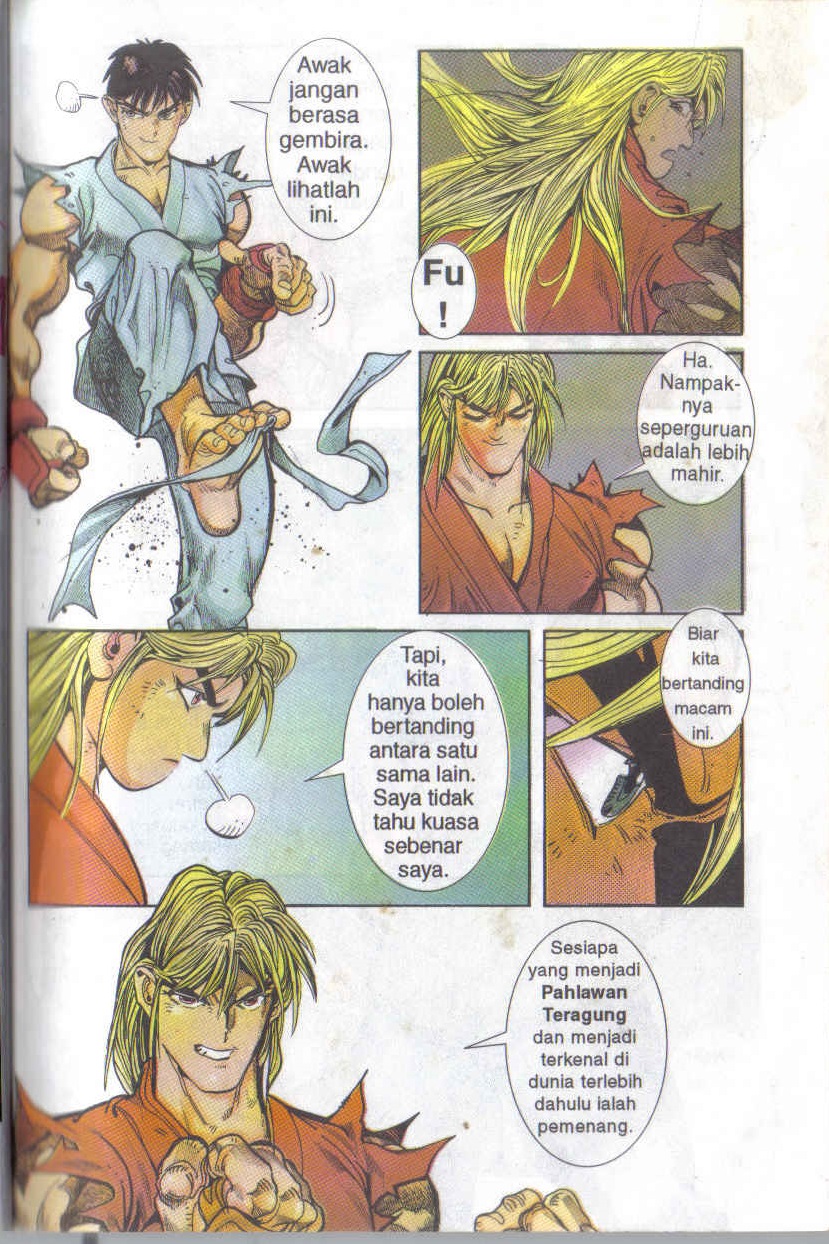 Awak
jangan
berasa
gembira.
Awak
lihatlah
ini.
Fu
!
Ha.
Nampak-
nya
seperguruan
adalah lebih
mahir.
Tapi,
kita
hanya boleh
bertanding
antara satu
sama lain.
Saya tidak
tahu kuasa
sebenar
saya.
Biar
kita
bertanding
macam
ini.
Sesiapa
yang menjadi
Pahlawan
Teragung
dan menjadi
terkenal di
dunia terlebih
dahulu ialah
pemenang.